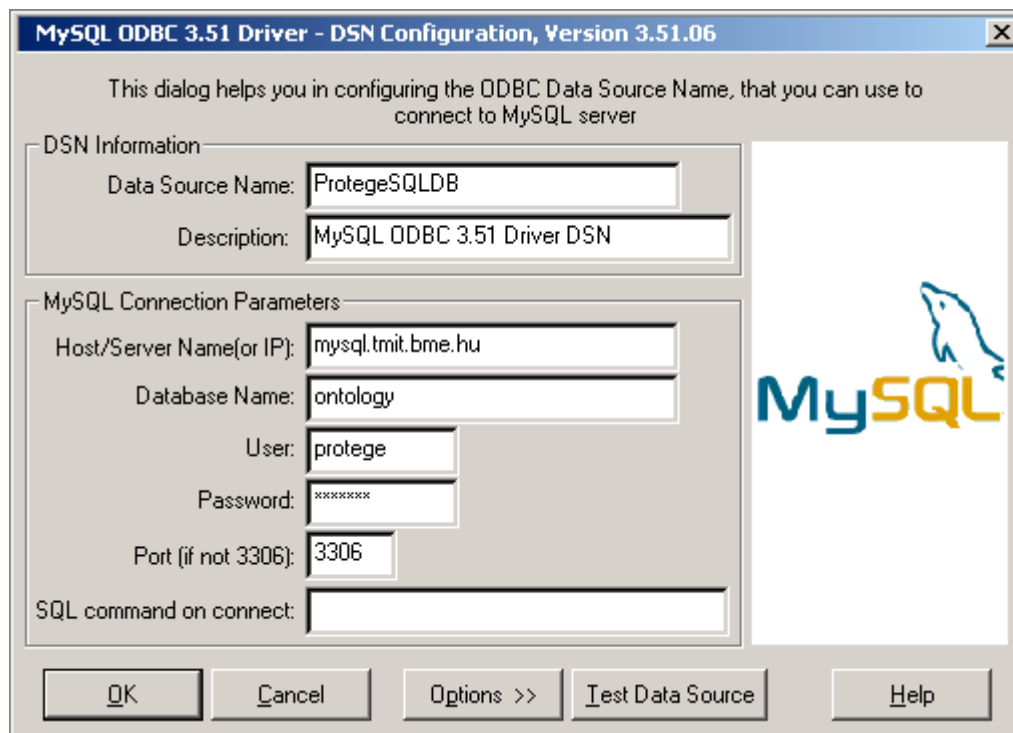 MySQL ODBC 3.51 Driver - DSN Configuration, Version 3.51.06
This dialog helps you in configuring the ODBC Data Source Name, that you can use to
connect to MySQL server
DSN Information
Data Source Name: ProtegeSQLDB
Description: MySQL ODBC 3.51 Driver DSN
MySQL Connection Parameters
Host/Server Name(or IP): mysql.tmit.bme.hu
Database Name: ontology
User: protege
Password: *******
Port (if not 3306): 3306
SQL command on connect:
MySQL
OK Cancel Options >> Test Data Source Help